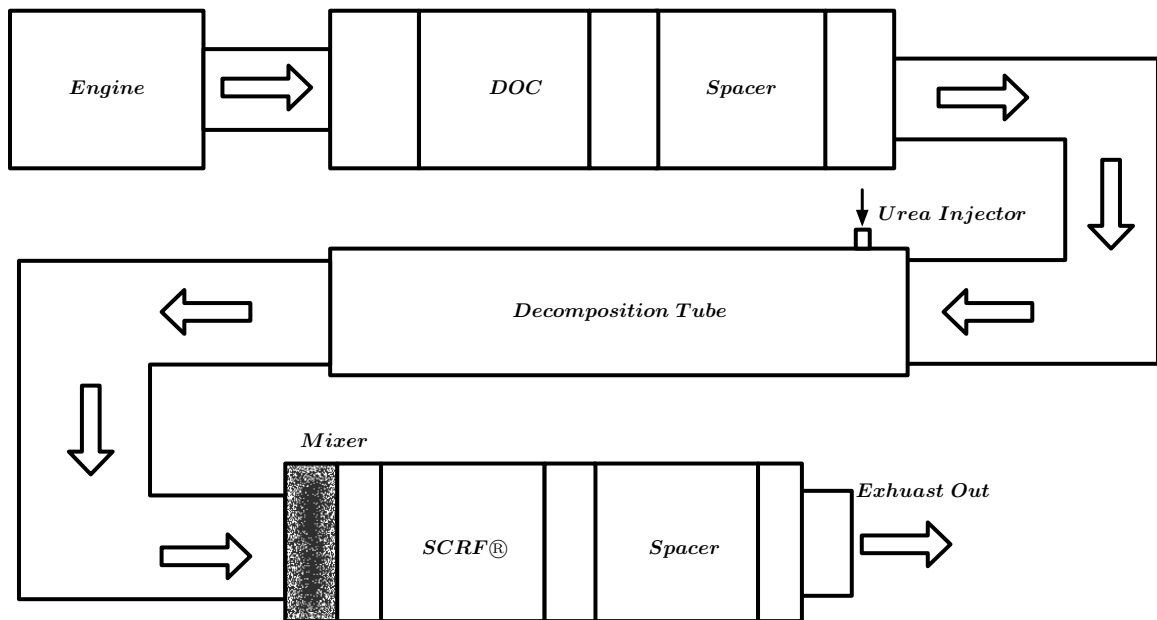 Engine
DOC
Spacer
Urea Injector
Decomposition Tube
Mixer
SCRF®
Spacer
Exhuast Out